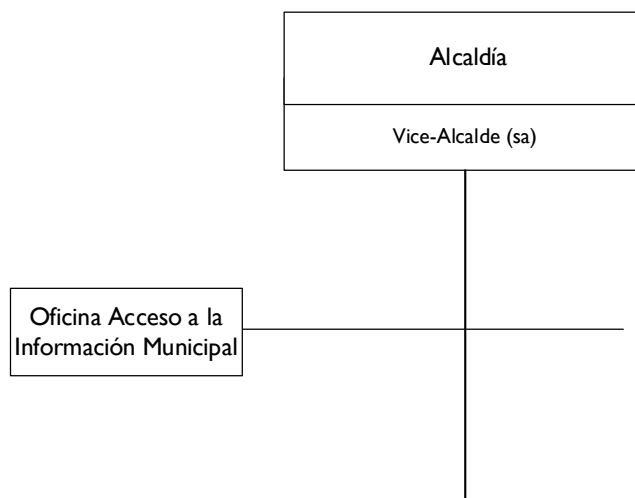 Alcaldía
Vice-Alcalde (sa)
Oficina Acceso a la
Información Municipal